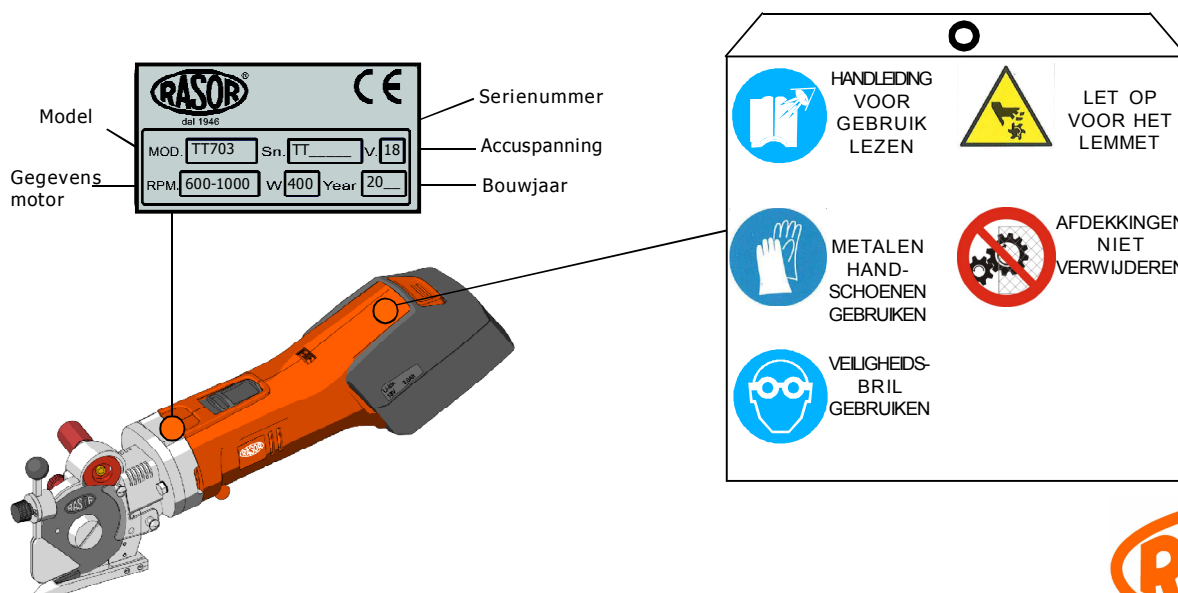 RASOR®
dal 1946
CE
MOD. TT703 Sn. TT_____ V. 18
RPM. 600-1000 W 400 Year 20__
Model
Gegevens
motor
Serienummer
Accuspanning
Bouwjaar
HANDLEIDING
VOOR
GEBRUIK
LEZEN
LET OP
VOOR HET
LEMMET
METALEN
HAND-
SCHOENEN
GEBRUIKEN
AFDEKKINGEN
NIET
VERWIJDEREN
VEILIGHEIDS-
BRIL
GEBRUIKEN
RASOR
RASOR
R